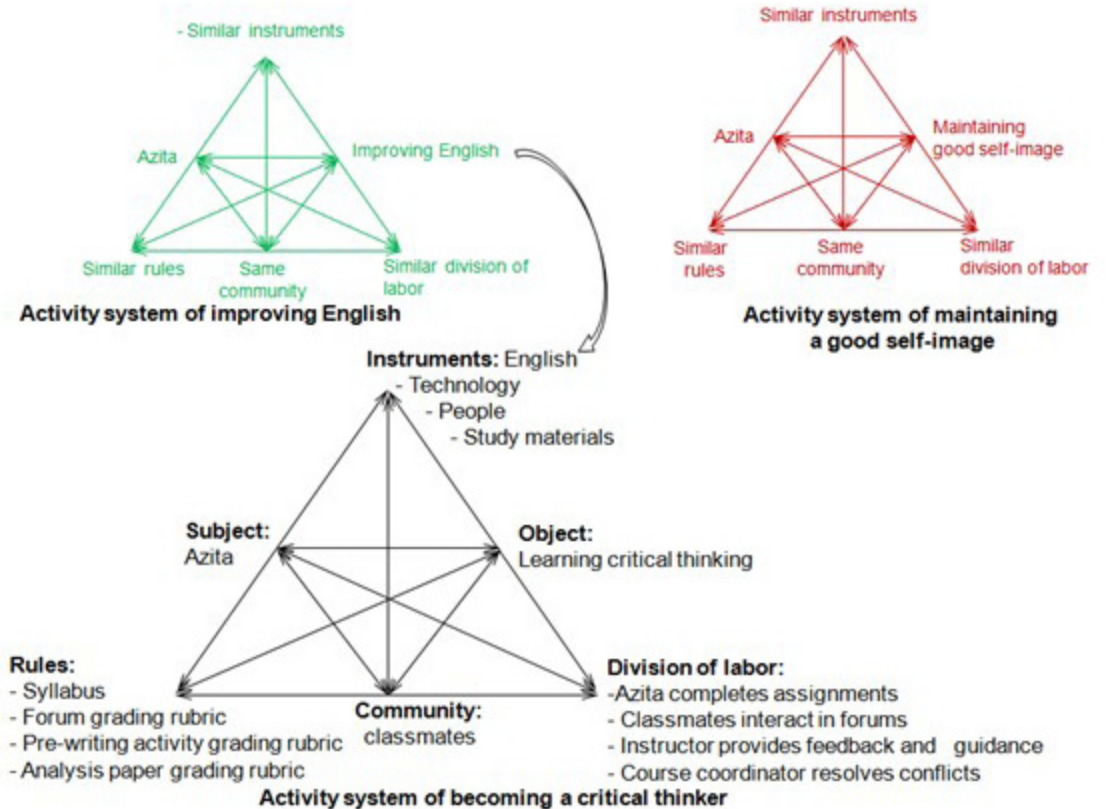 - Similar instruments
Azita
Improving English
Similar rules
Same
community
Similar division of
labor
Activity system of improving English
Similar instruments
Azita
Maintaining
good self-image
Similar
rules
Same
community
Similar
division of labor
Activity system of maintaining
a good self-image
Instruments: English
- Technology
- People
- Study materials
Subject:
Azita
Object:
Learning critical thinking
Rules:
- Syllabus
- Forum grading rubric
- Pre-writing activity grading rubric
- Analysis paper grading rubric
Community:
classmates
Division of labor:
-Azita completes assignments
- Classmates interact in forums
- Instructor provides feedback and guidance
- Course coordinator resolves conflicts
Activity system of becoming a critical thinker